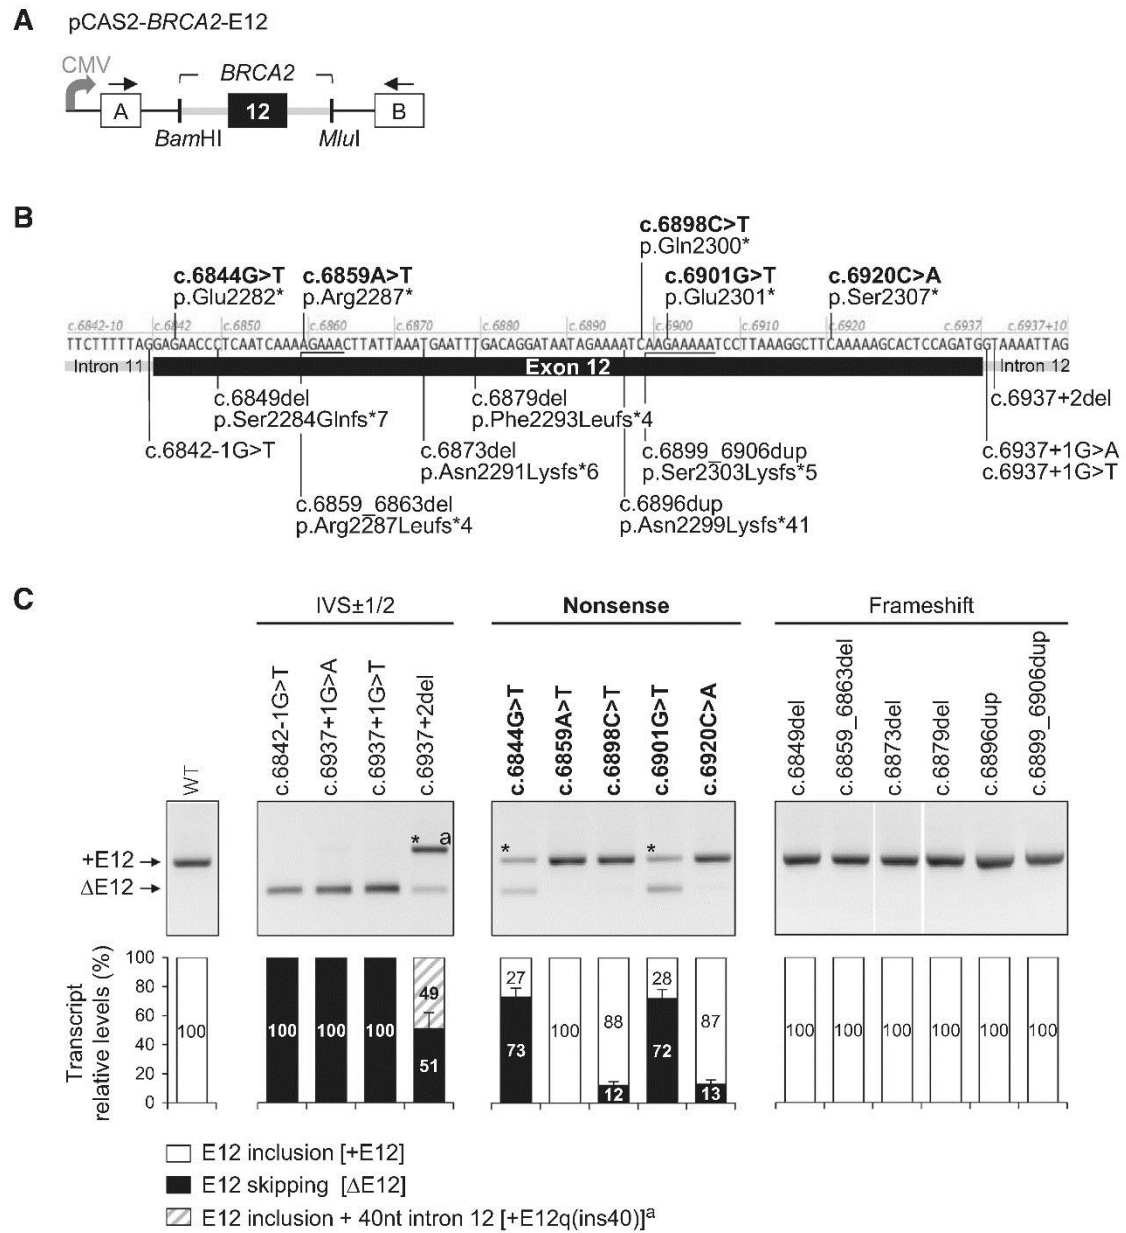 A pCAS2-BRCA2-E12
CMV
BRCA2
A 12 B
BamHI MluI
B
c.6898C>T
p.Gln2300*
c.6844G>T c.6859A>T c.6901G>T c.6920C>A
p.Glu2282* p.Arg2287* p.Glu2301* p.Ser2307*
c.6842-10 c.6842 c.6850 c.6860 c.6870 c.6880 c.6890 c.6900 c.6910 c.6920 c.6937 c.6937+10
TTCTTTTTAGGAGAACCCTCAATCAAAAGAAACTTATTAAATGAATTTGACAGGATAATAGAAAATCAAGAAAAATCCTTAAAGGCTTCAAAAAGCACTCCAGATGGTAAAATTAG
Intron 11 Exon 12 Intron 12
c.6849del c.6879del c.6937+2del
p.Ser2284Glnfs*7 p.Phe2293Leufs*4
c.6842-1G>T c.6873del c.6899_6906dup c.6937+1G>A
p.Asn2291Lysfs*6 p.Ser2303Lysfs*5 c.6937+1G>T
c.6859_6863del c.6896dup
p.Arg2287Leufs*4 p.Asn2299Lysfs*41
C
IVS±1/2 Nonsense Frameshift
WT
c.6842-1G>T
c.6937+1G>A
c.6937+1G>T
c.6937+2del
c.6844G>T
c.6859A>T
c.6898C>T
c.6901G>T
c.6920C>A
c.6849del
c.6859_6863del
c.6873del
c.6879del
c.6896dup
c.6899_6906dup
* a * *
+E12
ΔE12
Transcript
relative levels (%)
100
80
60
40
20
0
100 100 100 100 49 51 27 73 100 88 12 28 72 87 13 100 100 100 100 100 100
E12 inclusion [+E12]
E12 skipping [ΔE12]
E12 inclusion + 40nt intron 12 [+E12q(ins40)]a